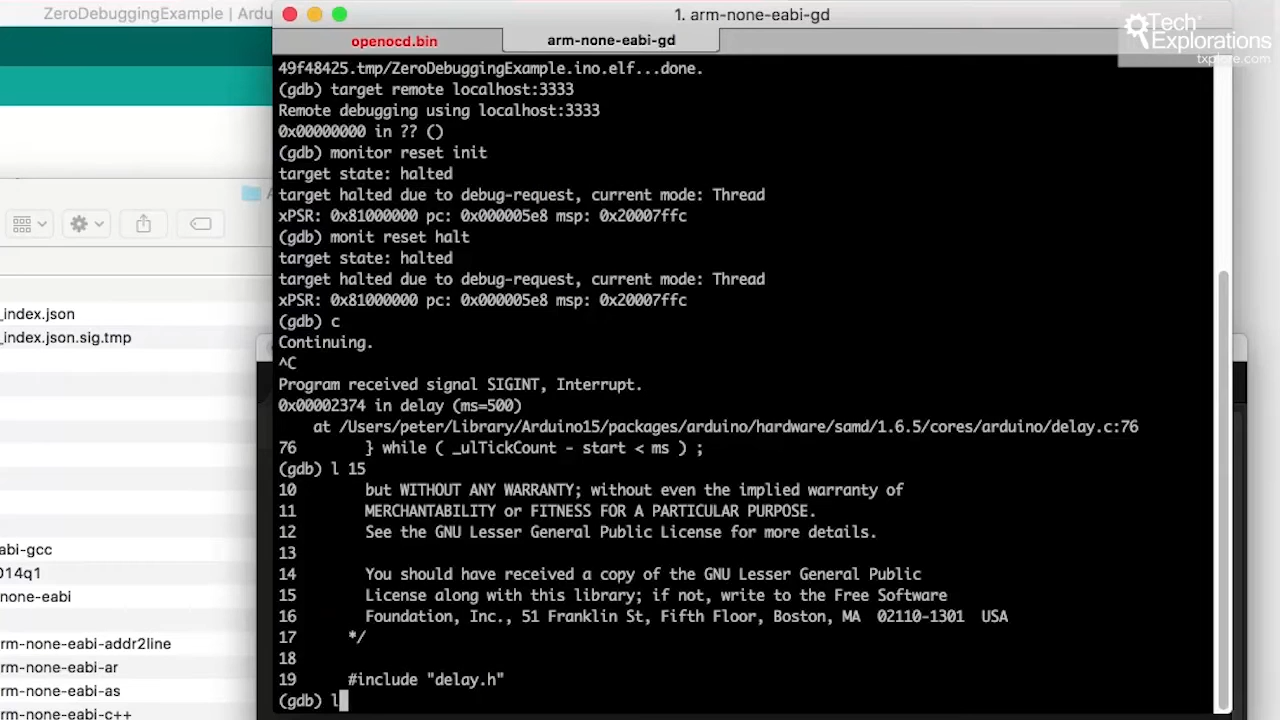 ZeroDebuggingExample | Ardu
1. arm-none-eabi-gd
Tech
Explorations
txplore.com
openocd.bin
arm-none-eabi-gd
49f48425.tmp/ZeroDebuggingExample.ino.elf...done.
(gdb) target remote localhost:3333
Remote debugging using localhost:3333
0x00000000 in ?? ()
(gdb) monitor reset init
target state: halted
target halted due to debug-request, current mode: Thread
xPSR: 0x81000000 pc: 0x000005e8 msp: 0x20007ffc
(gdb) monit reset halt
target state: halted
target halted due to debug-request, current mode: Thread
xPSR: 0x81000000 pc: 0x000005e8 msp: 0x20007ffc
(gdb) c
Continuing.
^C
Program received signal SIGINT, Interrupt.
0x00002374 in delay (ms=500)
at /Users/peter/Library/Arduino15/packages/arduino/hardware/samd/1.6.5/cores/arduino/delay.c:76
76 } while ( _ulTickCount - start < ms ) ;
(gdb) l 15
10 but WITHOUT ANY WARRANTY; without even the implied warranty of
11 MERCHANTABILITY or FITNESS FOR A PARTICULAR PURPOSE.
12 See the GNU Lesser General Public License for more details.
13
14 You should have received a copy of the GNU Lesser General Public
15 License along with this library; if not, write to the Free Software
16 Foundation, Inc., 51 Franklin St, Fifth Floor, Boston, MA 02110-1301 USA
17 */
18
19 #include "delay.h"
(gdb) l
_index.json
_index.json.sig.tmp
abi-gcc
014q1
none-eabi
rm-none-eabi-addr2line
rm-none-eabi-ar
rm-none-eabi-as
rm-none-eabi-c++